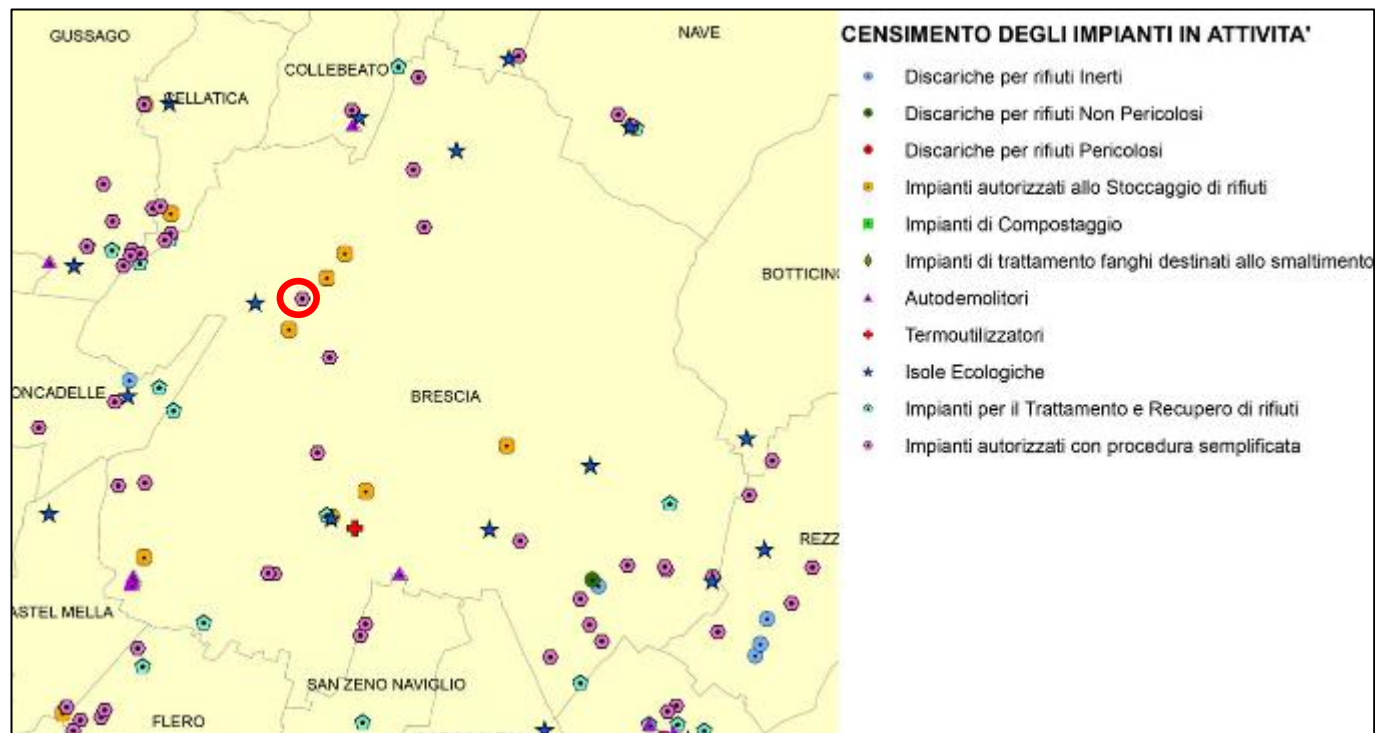 GUSSAGO
NAVE
COLLEBEATO
CELLATICA
BOTTICINO
ONCADELLE
BRESCIA
REZZ
ASTEL MELLA
SAN ZENO NAVIGLIO
FLERO
CENSIMENTO DEGLI IMPIANTI IN ATTIVITA'
Discariche per rifiuti Inerti
Discariche per rifiuti Non Pericolosi
Discariche per rifiuti Pericolosi
Impianti autorizzati allo Stoccaggio di rifiuti
Impianti di Compostaggio
Impianti di trattamento fanghi destinati allo smaltimento
Autodemolitori
Termoutilizzatori
Isole Ecologiche
Impianti per il Trattamento e Recupero di rifiuti
Impianti autorizzati con procedura semplificata